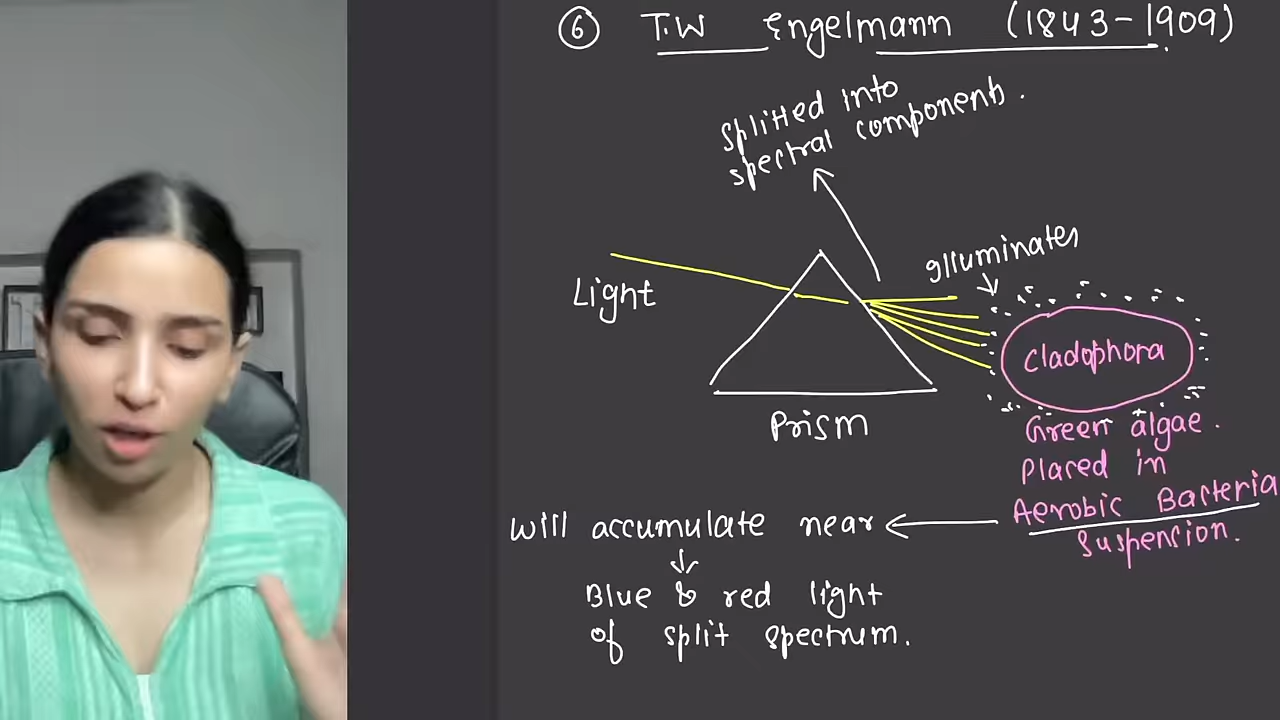 ⑥ T.W Engelmann (1843-1909)
Splitted into
spectral components.
Illuminates
Light
Cladophora
Prism
Green algae.
Placed in
Aerobic Bacteria
Suspension.
will accumulate near
Blue & red light
of split spectrum.